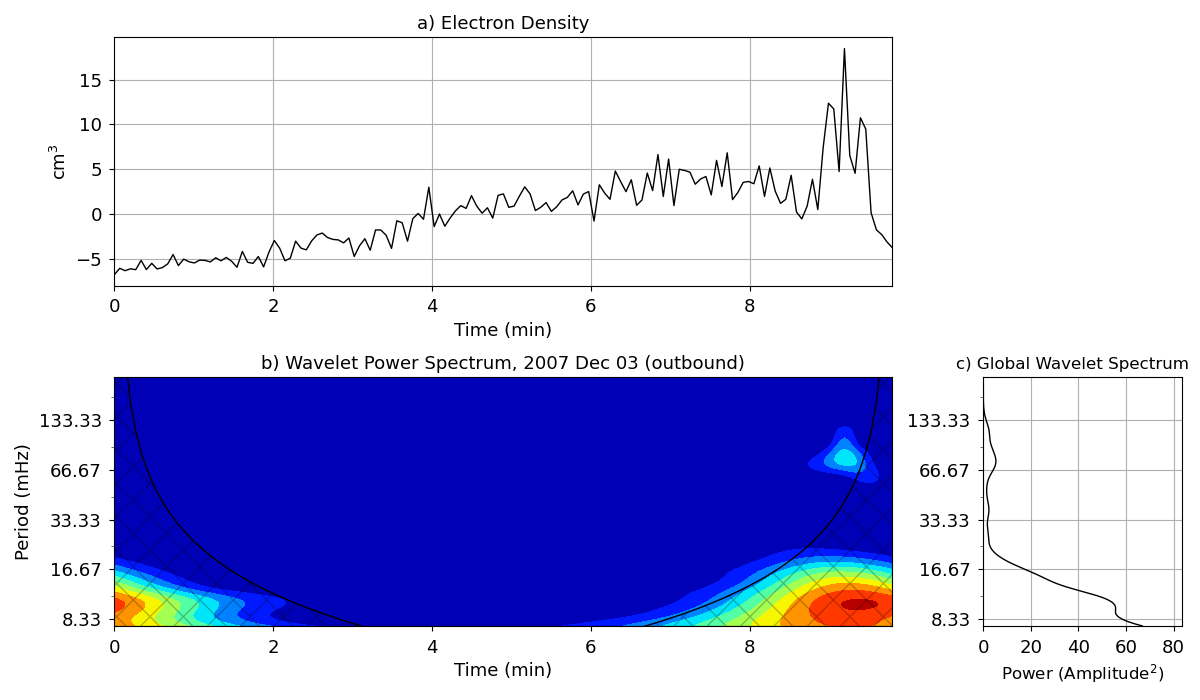 a) Electron Density
15
10
5
0
−5
cm³
0 2 4 6 8
Time (min)
b) Wavelet Power Spectrum, 2007 Dec 03 (outbound)
133.33
66.67
33.33
16.67
8.33
Period (mHz)
0 2 4 6 8
Time (min)
c) Global Wavelet Spectrum
133.33
66.67
33.33
16.67
8.33
0 20 40 60 80
Power (Amplitude²)